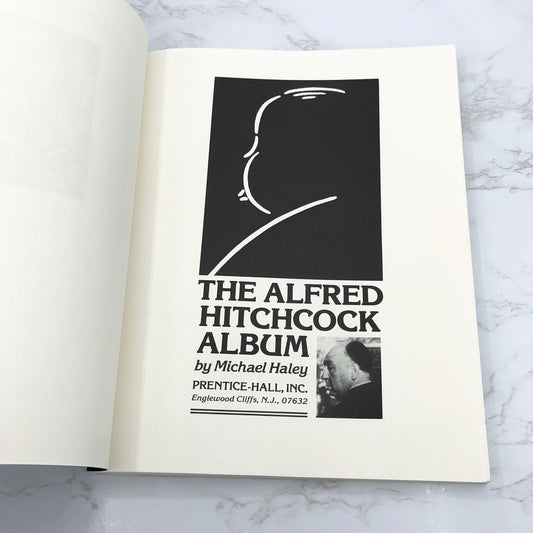 THE ALFRED
HITCHCOCK
ALBUM
by Michael Haley
PRENTICE-HALL, INC.
Englewood Cliffs, N.J., 07632